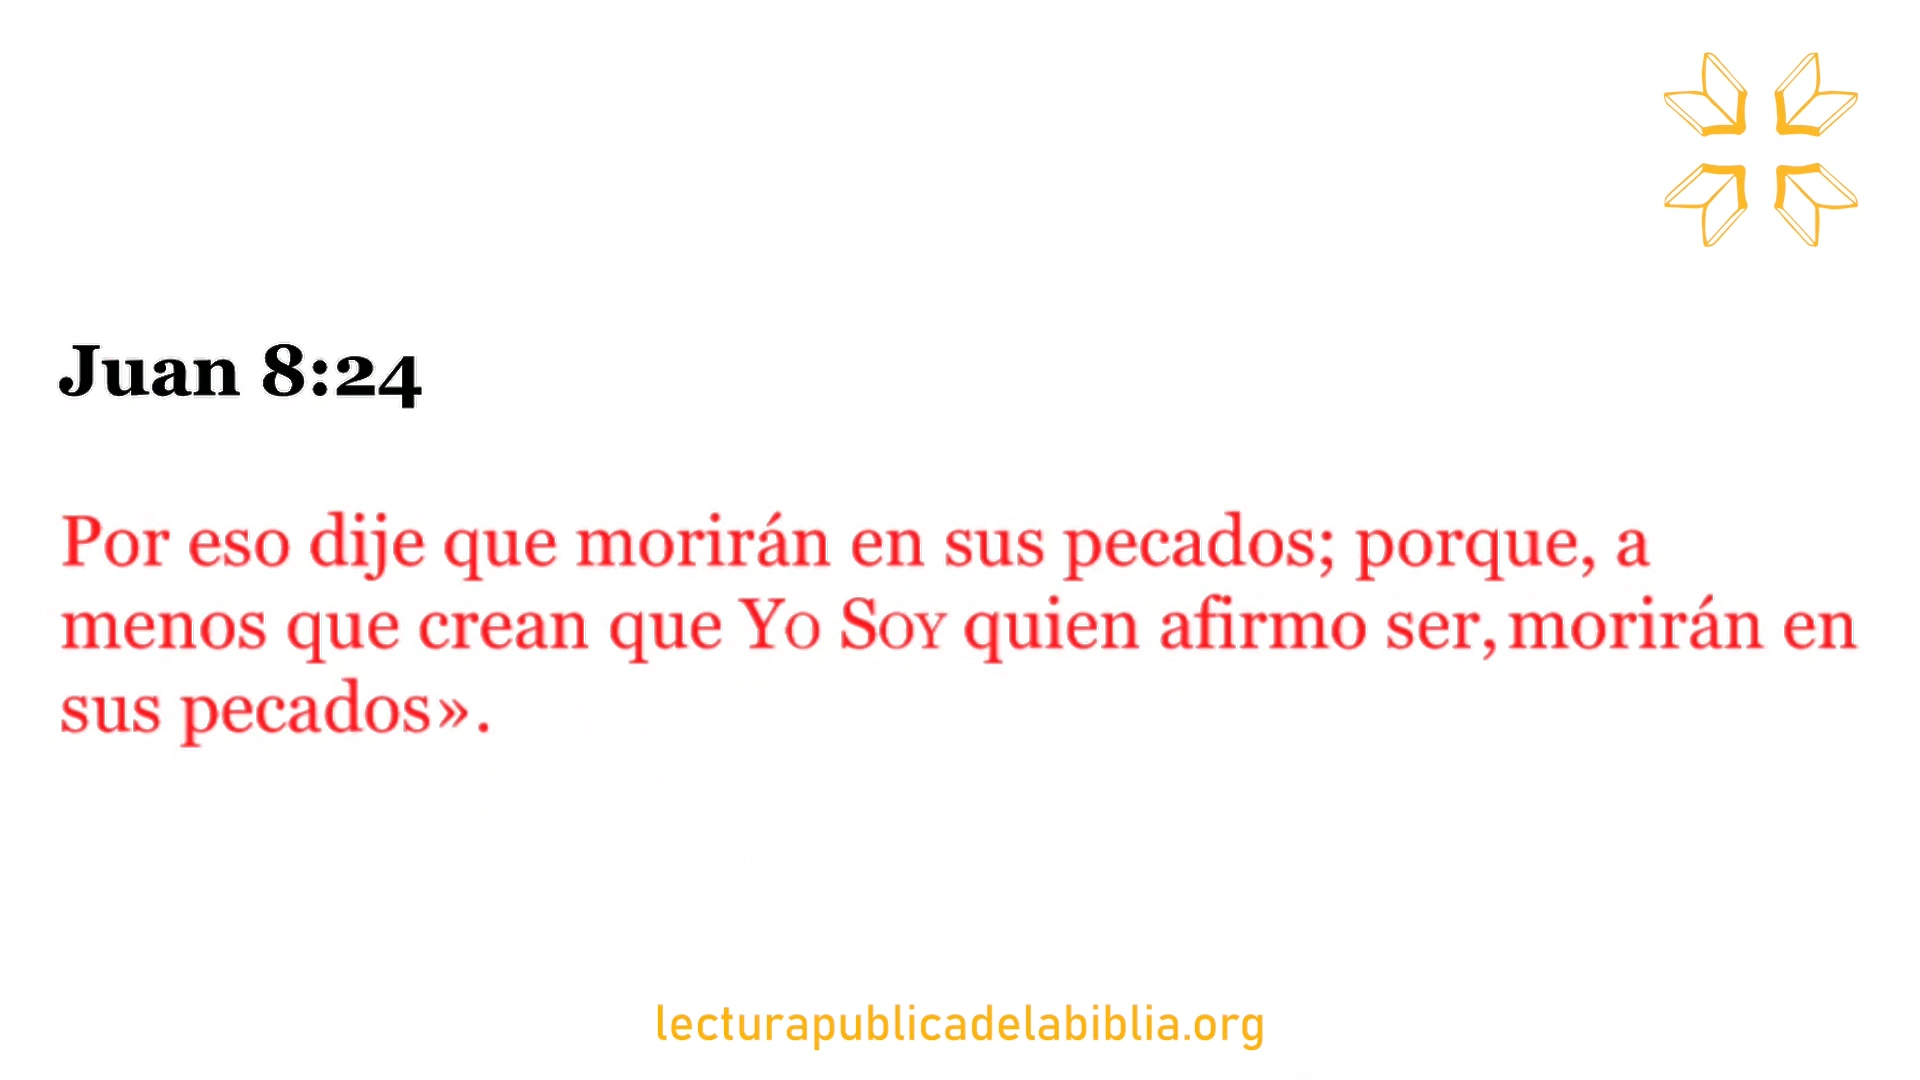 Juan 8:24
Por eso dije que morirán en sus pecados; porque, a
menos que crean que Yo Soy quien afirmo ser, morirán en
sus pecados».
lecturapublicadelabiblia.org